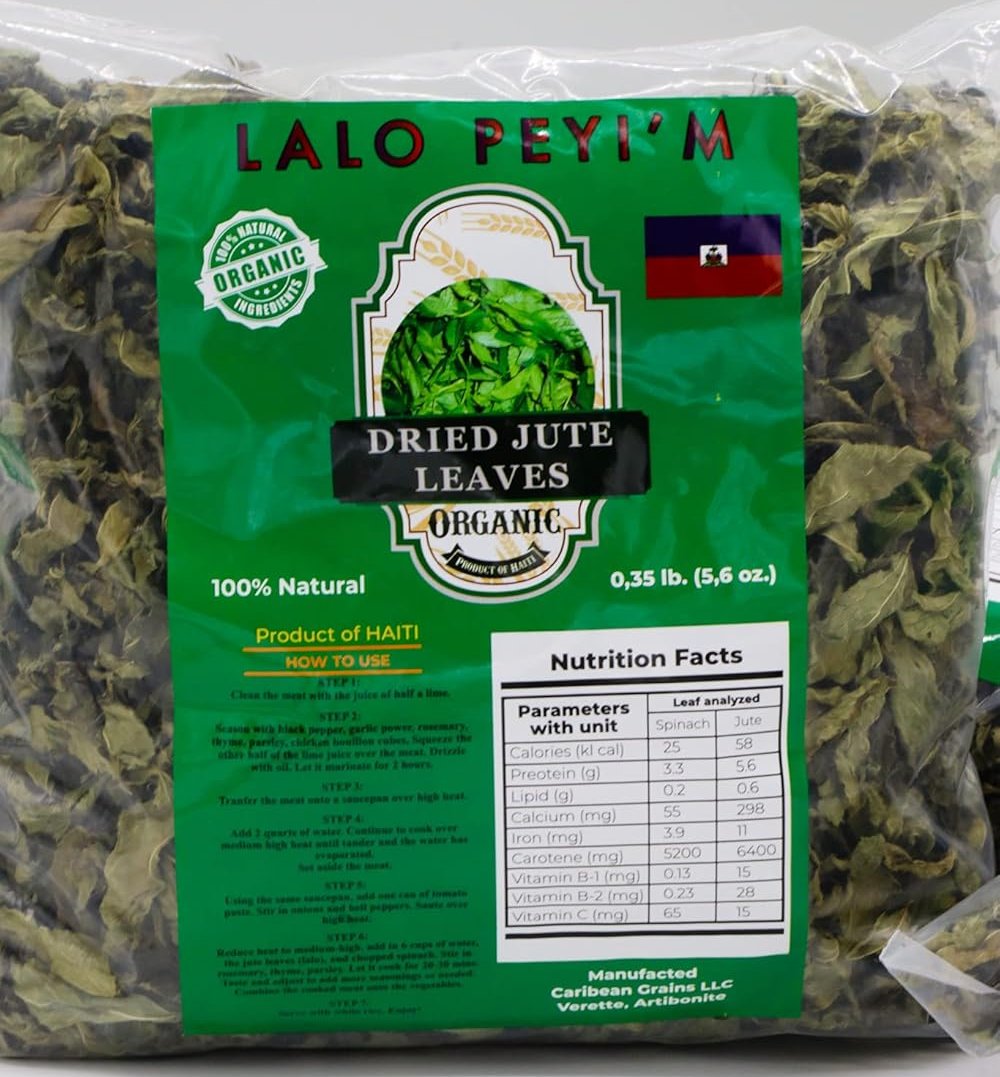 LALO PEYI'M
100% NATURAL
ORGANIC
INGREDIENTS
DRIED JUTE
LEAVES
ORGANIC
PRODUCT OF HAITI
100% Natural
0,35 lb. (5,6 oz.)
Product of HAITI
HOW TO USE
STEP 1:
Clean the meat with the juice of half a lime.
STEP 2:
Season with black pepper, garlic power, rosemary,
thyme, parsley, chicken bouillon cubes. Squeeze the
other half of the lime juice over the meat. Drizzle
with oil. Let it marinate for 2 hours.
STEP 3:
Tranfer the meat onto a saucepan over high heat.
STEP 4:
Add 2 quarts of water. Continue to cook over
medium high heat until tander and the water has
evaporated.
Set aside the meat.
STEP 5:
Using the same saucepan, add one can of tomato
paste. Stir in onions and bell peppers. Saute over
high heat.
STEP 6:
Reduce heat to medium-high, add in 6 cups of water,
the jute leaves (lalo), and chopped spinach. Stir in
rosemary, thyme, parsley. Let it cook for 20-30 mins.
Taste and adjust to add more seasonings as needed.
Combine the cooked meat onto the vegetables.
STEP 7:
Serve with white rice. Enjoy!
Nutrition Facts
Parameters with unit Leaf analyzed
Spinach Jute
Calories (kl cal) 25 58
Preotein (g) 3.3 5.6
Lipid (g) 0.2 0.6
Calcium (mg) 55 298
Iron (mg) 3.9 11
Carotene (mg) 5200 6400
Vitamin B-1 (mg) 0.13 15
Vitamin B-2 (mg) 0.23 28
Vitamin C (mg) 65 15
Manufacted
Caribean Grains LLC
Verette, Artibonite